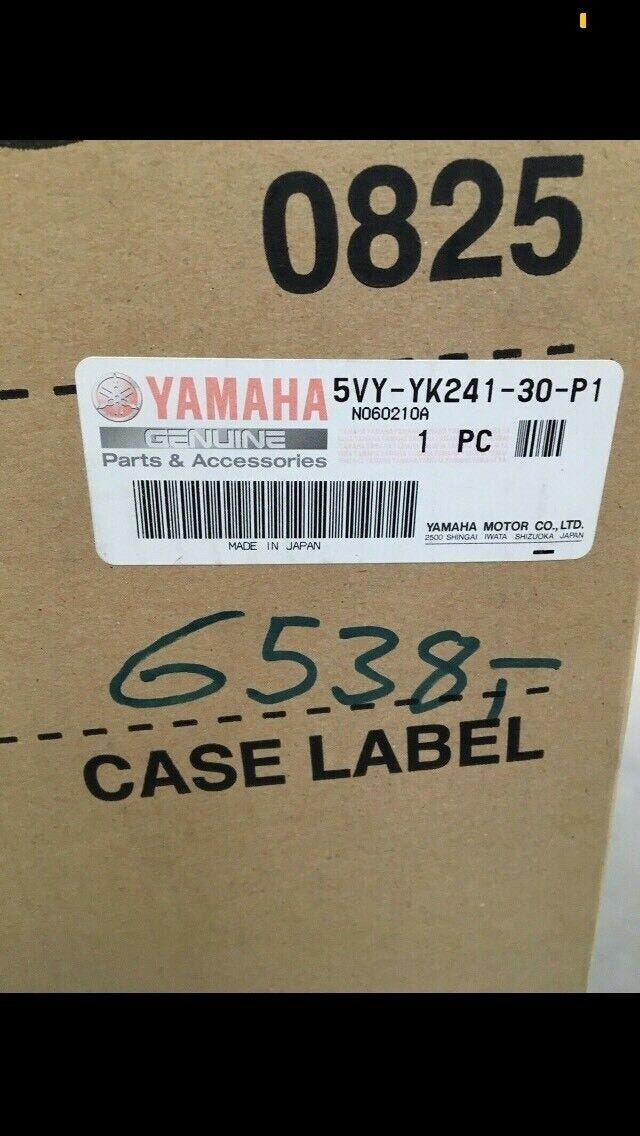 0825
YAMAHA 5VY-YK241-30-P1
N060210A
GENUINE
1 PC
Parts & Accessories
YAMAHA MOTOR CO., LTD.
2500 SHINGAI IWATA SHIZUOKA JAPAN
MADE IN JAPAN
6538,-
CASE LABEL